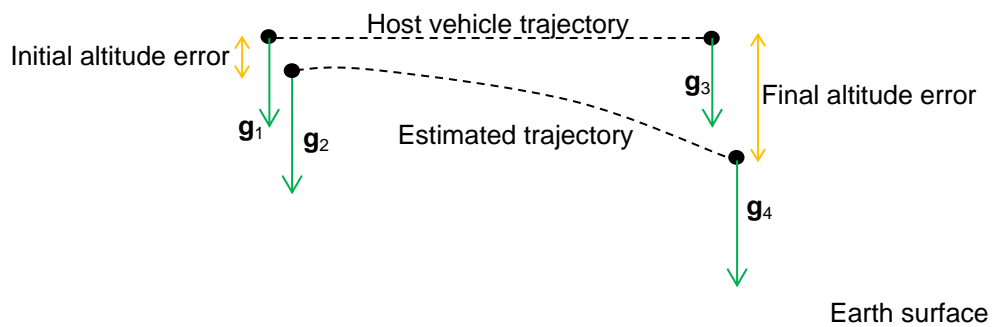 Host vehicle trajectory
Initial altitude error
g₃
Final altitude error
g₁
g₂
Estimated trajectory
g₄
Earth surface